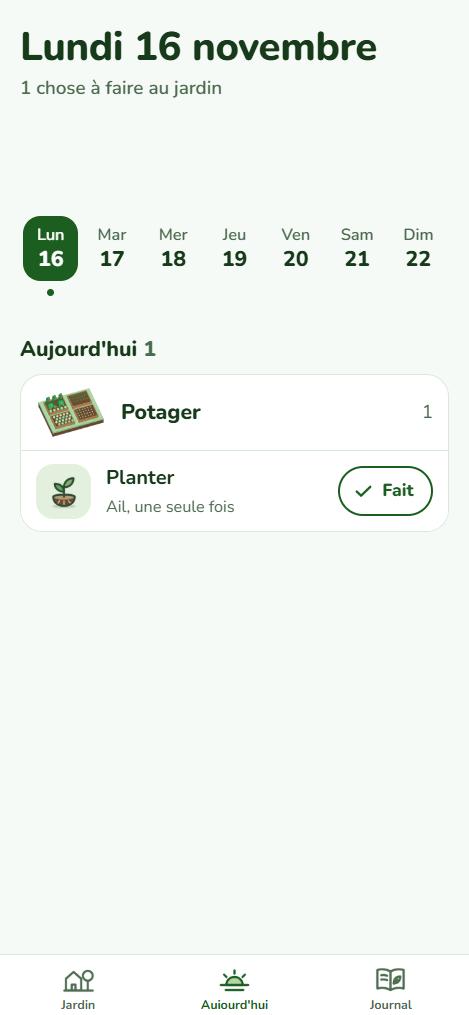 Lundi 16 novembre
1 chose à faire au jardin
Lun Mar Mer Jeu Ven Sam Dim
16 17 18 19 20 21 22
Aujourd'hui 1
Potager 1
Planter
Ail, une seule fois
Fait
Jardin Aujourd'hui Journal